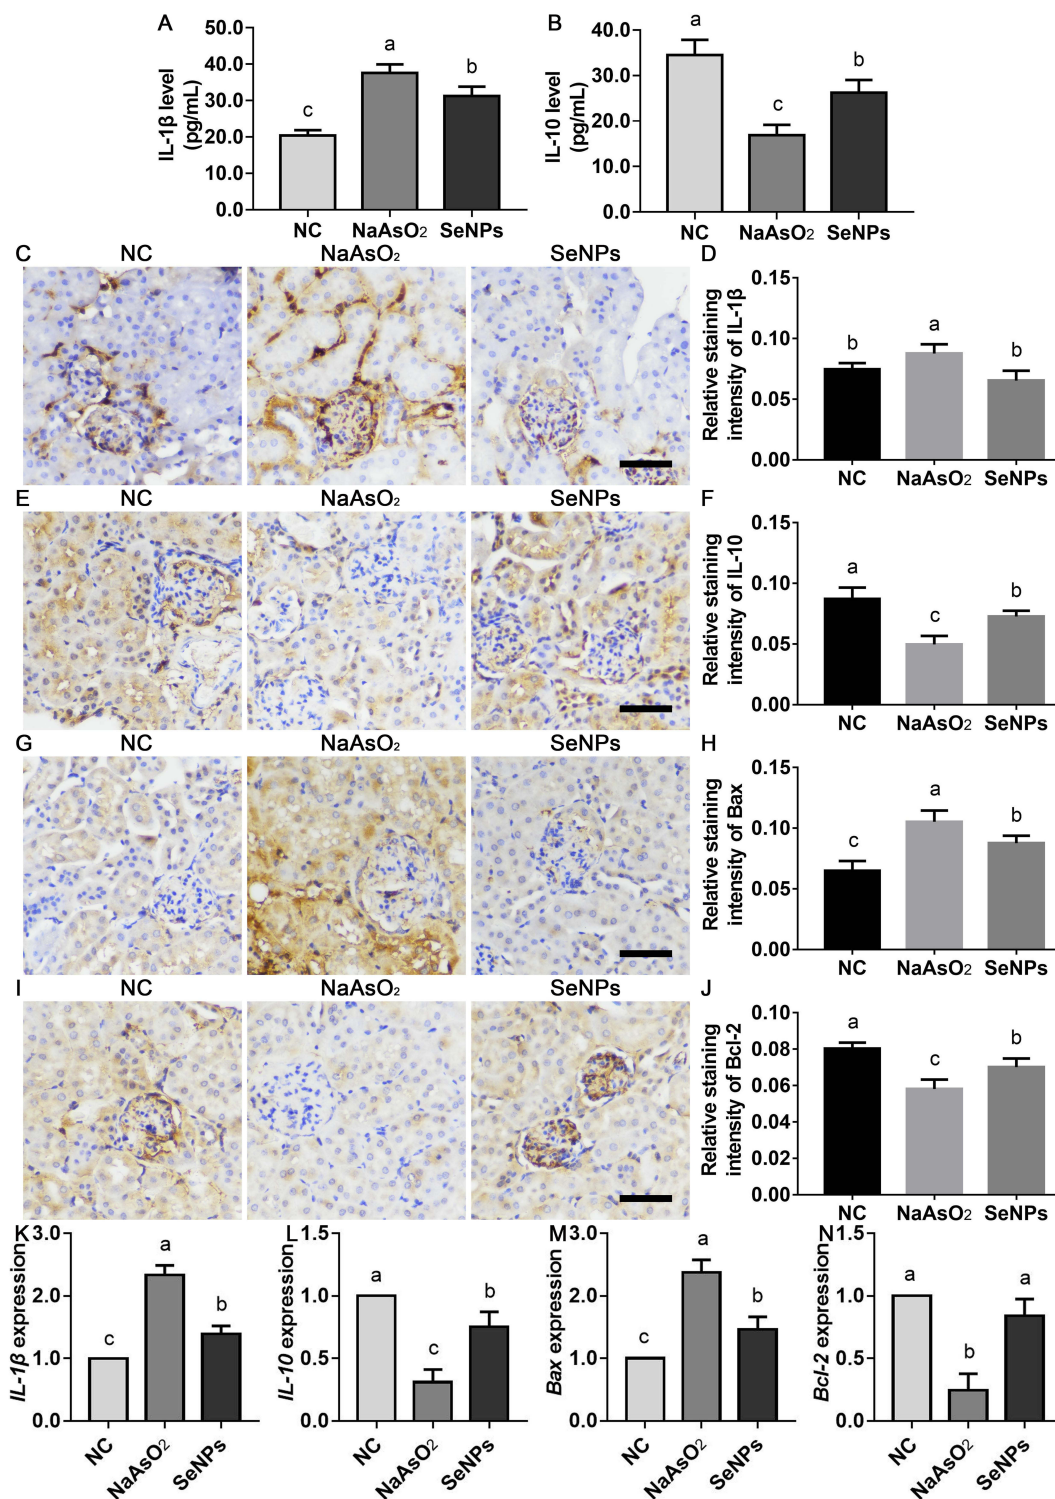 A
IL-1β level
(pg/mL)
50.0
40.0
30.0
20.0
10.0
0.0
c
a
b
NC NaAsO2 SeNPs
B
IL-10 level
(pg/mL)
40.0
30.0
20.0
10.0
0.0
a
c
b
NC NaAsO2 SeNPs
C NC NaAsO2 SeNPs
D
Relative staining
intensity of IL-1β
0.15
0.10
0.05
0.00
b
a
b
NC NaAsO2 SeNPs
E NC NaAsO2 SeNPs
F
Relative staining
intensity of IL-10
0.15
0.10
0.05
0.00
a
c
b
NC NaAsO2 SeNPs
G NC NaAsO2 SeNPs
H
Relative staining
intensity of Bax
0.15
0.10
0.05
0.00
c
a
b
NC NaAsO2 SeNPs
I NC NaAsO2 SeNPs
J
Relative staining
intensity of Bcl-2
0.10
0.08
0.06
0.04
0.02
0.00
a
c
b
NC NaAsO2 SeNPs
K
IL-1β expression
3.0
2.0
1.0
0.0
c
a
b
NC NaAsO2 SeNPs
L
IL-10 expression
1.5
1.0
0.5
0.0
a
c
b
NC NaAsO2 SeNPs
M
Bax expression
3.0
2.0
1.0
0.0
c
a
b
NC NaAsO2 SeNPs
N
Bcl-2 expression
1.5
1.0
0.5
0.0
a
b
a
NC NaAsO2 SeNPs